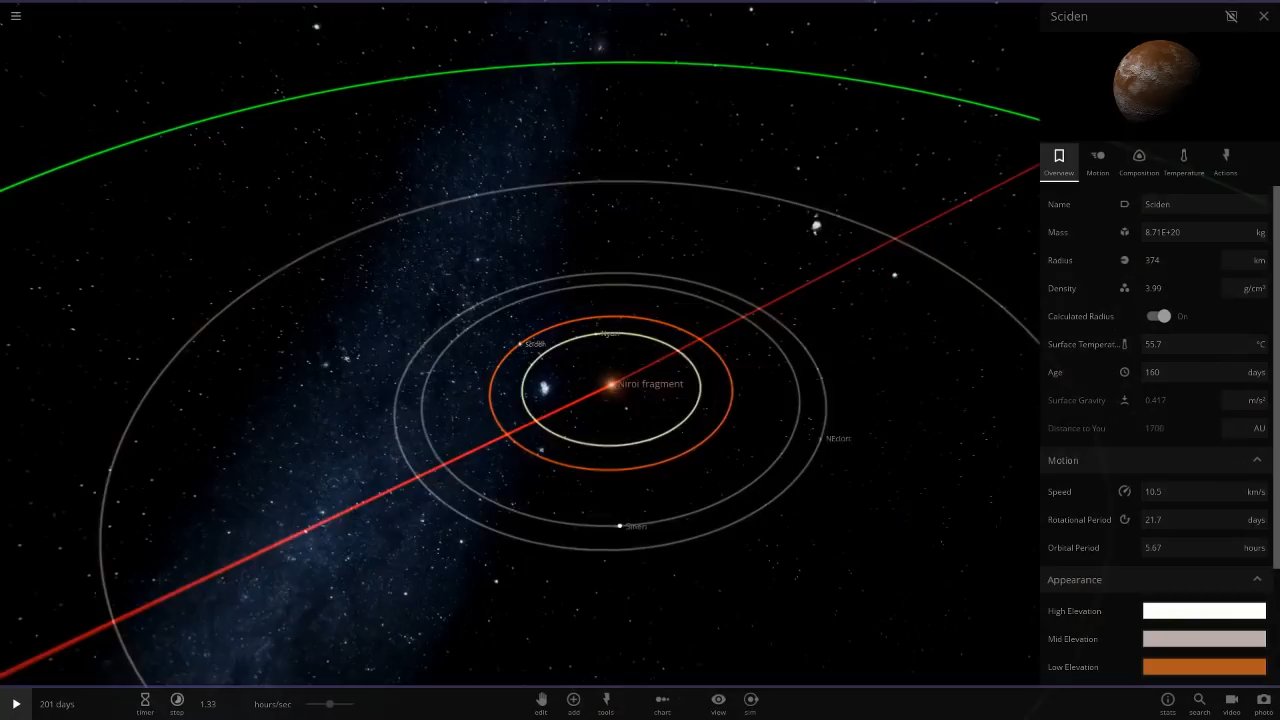 Sciden
Overview
Motion
Composition
Temperature
Actions
Name
Sciden
Mass
8.71E+20
kg
Radius
374
km
Density
3.99
g/cm³
Calculated Radius
On
Surface Temperat...
55.7
°C
Age
160
days
Surface Gravity
0.417
m/s²
Distance to You
1700
AU
Motion
Speed
10.5
km/s
Rotational Period
21.7
days
Orbital Period
5.67
hours
Appearance
High Elevation
Mid Elevation
Low Elevation
Niroi fragment
NEdort
201 days
timer
step
1.33
hours/sec
edit
add
tools
chart
view
sim
stats
search
video
photo